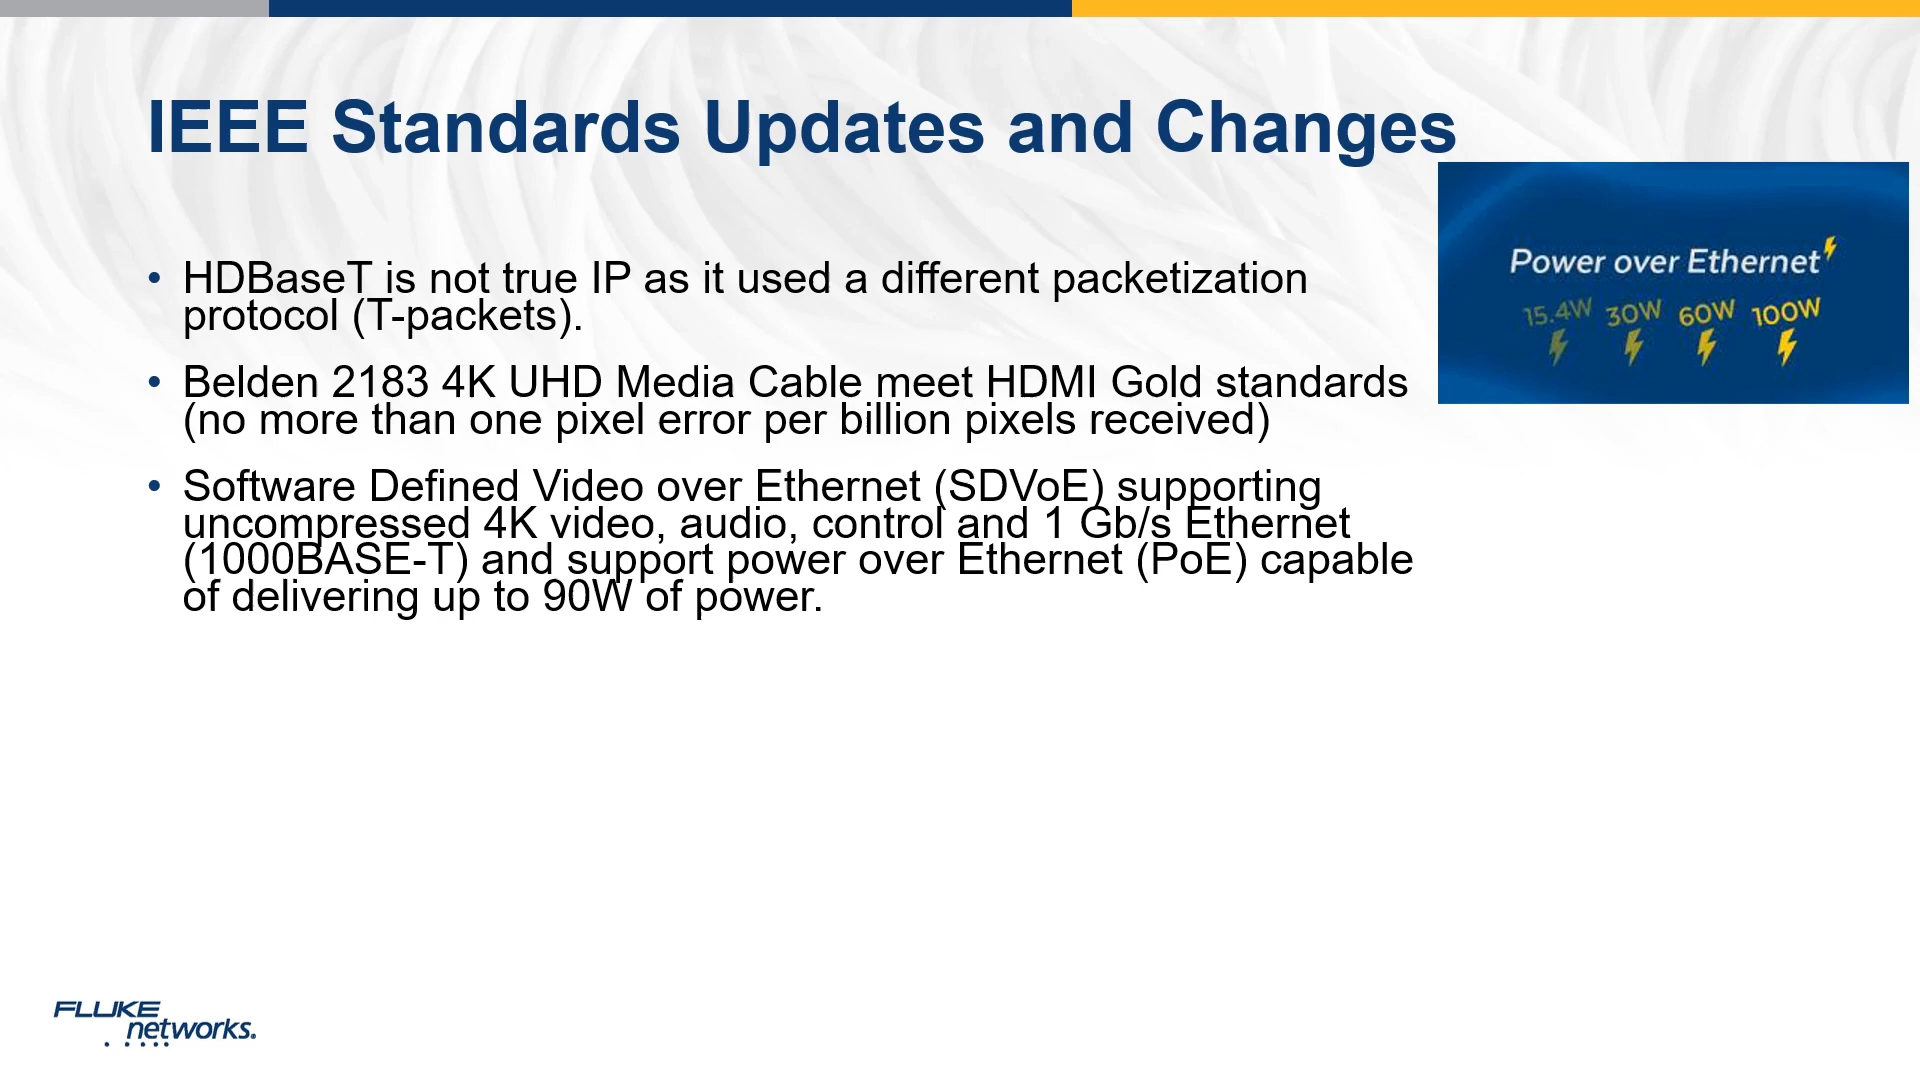 IEEE Standards Updates and Changes
• HDBaseT is not true IP as it used a different packetization
protocol (T-packets).
• Belden 2183 4K UHD Media Cable meet HDMI Gold standards
(no more than one pixel error per billion pixels received)
• Software Defined Video over Ethernet (SDVoE) supporting
uncompressed 4K video, audio, control and 1 Gb/s Ethernet
(1000BASE-T) and support power over Ethernet (PoE) capable
of delivering up to 90W of power.
Power over Ethernet
15.4W 30W 60W 100W
FLUKE
networks.